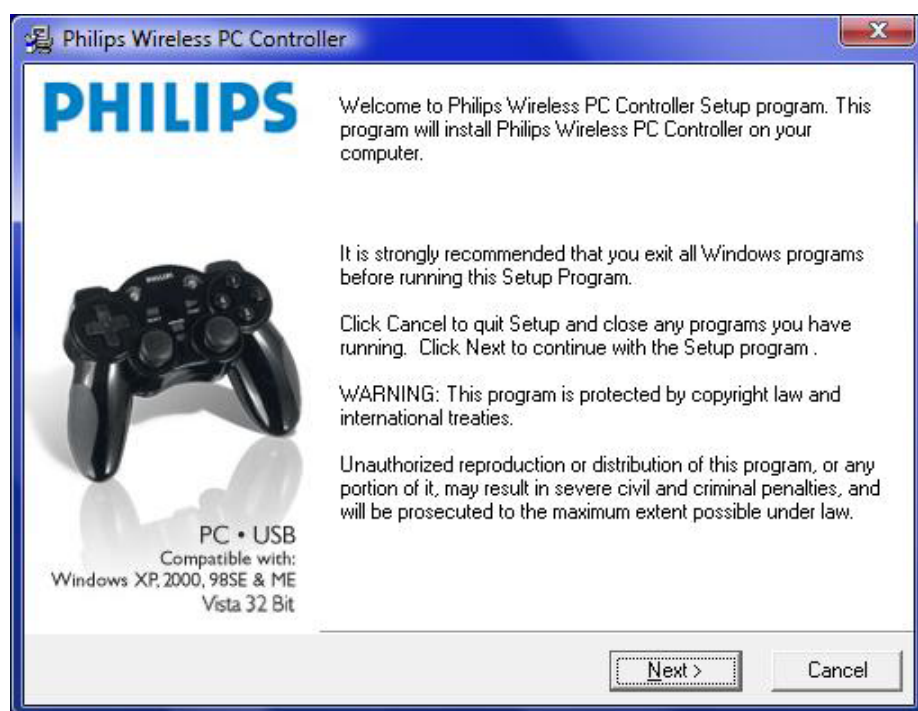 Philips Wireless PC Controller
PHILIPS
Welcome to Philips Wireless PC Controller Setup program. This
program will install Philips Wireless PC Controller on your
computer.
It is strongly recommended that you exit all Windows programs
before running this Setup Program.
Click Cancel to quit Setup and close any programs you have
running. Click Next to continue with the Setup program .
WARNING: This program is protected by copyright law and
international treaties.
Unauthorized reproduction or distribution of this program, or any
portion of it, may result in severe civil and criminal penalties, and
will be prosecuted to the maximum extent possible under law.
PHILIPS
PC • USB
Compatible with:
Windows XP, 2000, 98SE & ME
Vista 32 Bit
Next >
Cancel